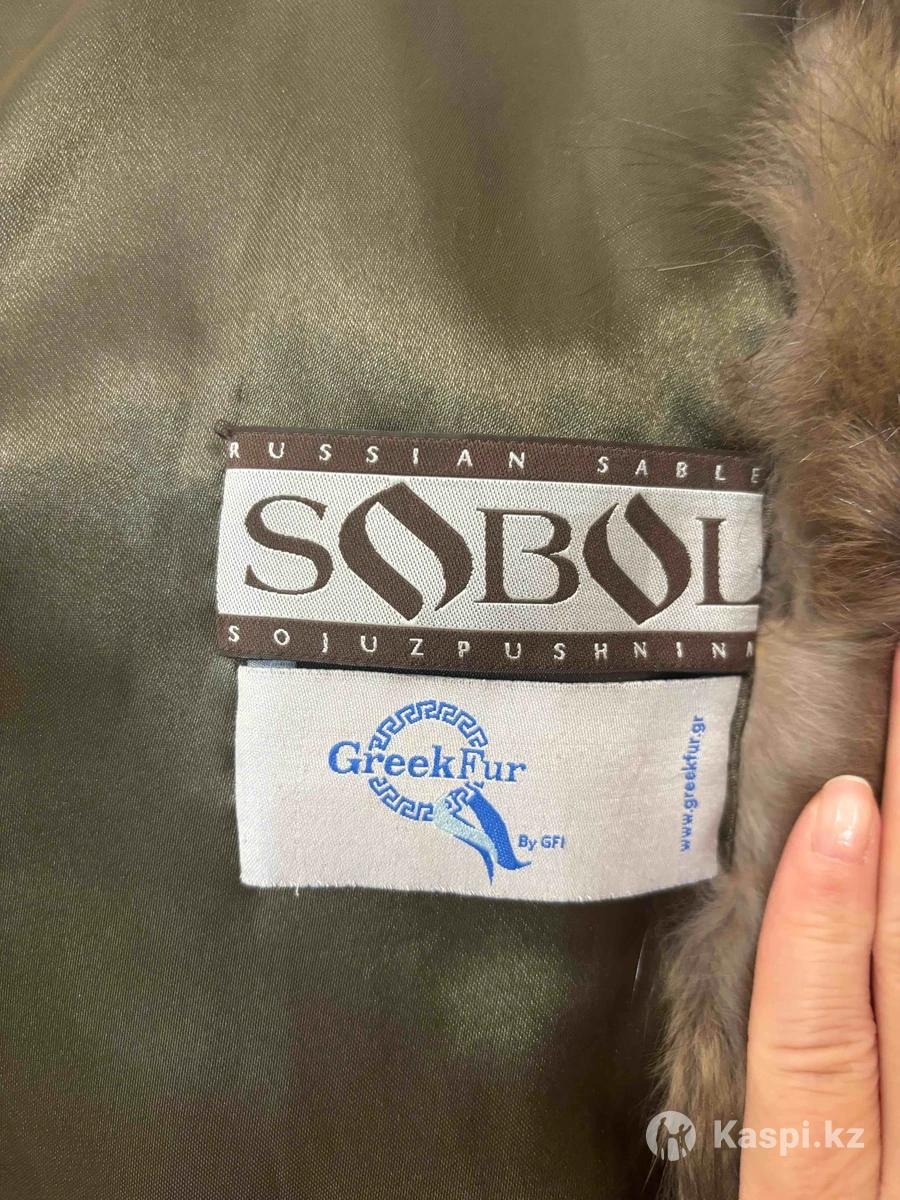 RUSSIAN SABLE
SOBOL
SOJUZPUSHNINA
GreekFur
By GFI
www.greekfur.gr
Kaspi.kz